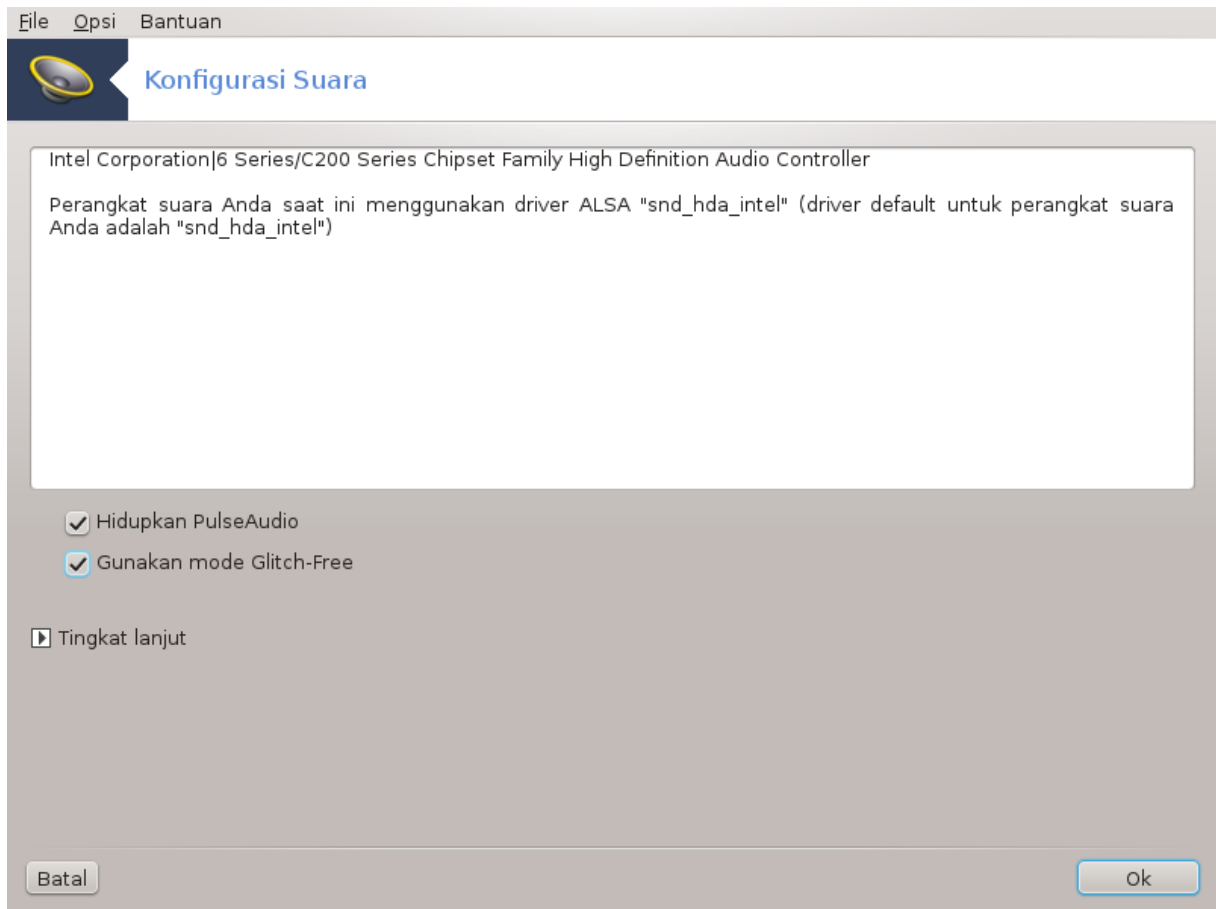 File Opsi Bantuan
Konfigurasi Suara
Intel Corporation|6 Series/C200 Series Chipset Family High Definition Audio Controller
Perangkat suara Anda saat ini menggunakan driver ALSA "snd_hda_intel" (driver default untuk perangkat suara
Anda adalah "snd_hda_intel")
Hidupkan PulseAudio
Gunakan mode Glitch-Free
Tingkat lanjut
Batal Ok